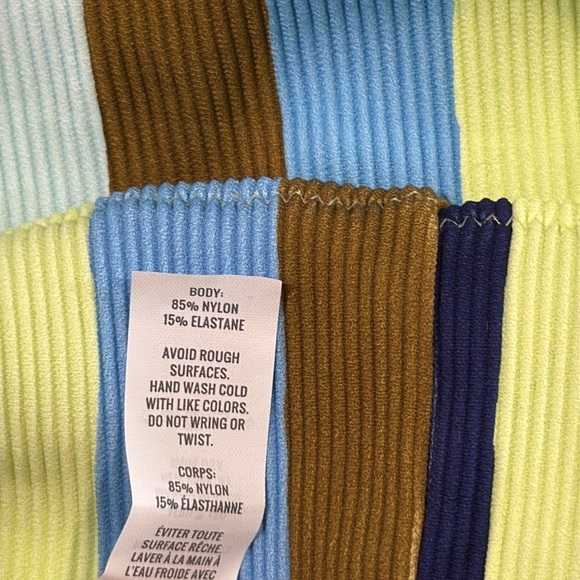 BODY:
85% NYLON
15% ELASTANE
AVOID ROUGH
SURFACES.
HAND WASH COLD
WITH LIKE COLORS.
DO NOT WRING OR
TWIST.
CORPS:
85% NYLON
15% ÉLASTHANNE
ÉVITER TOUTE
SURFACE RÊCHE.
LAVER À LA MAIN À
L'EAU FROIDE AVEC